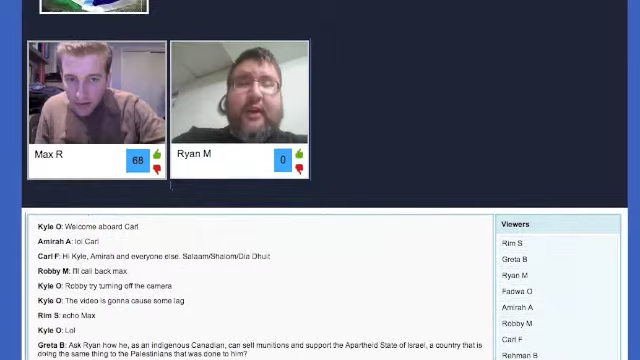 Max R
68
Ryan M
0
Kyle O: Welcome aboard Carl
Amirah A: lol Carl
Carl F: Hi Kyle, Amirah and everyone else. Salaam/Shalom/Dia Dhuit
Robby M: I'll call back max.
Kyle O: Robby try turning off the camera
Kyle O: The video is gonna cause some lag
Rim S: echo Max
Kyle O: Lol
Greta B: Ask Ryan how he, as an indigenous Canadian, can sell munitions and support the Apartheid State of Israel, a country that is
doing the same thing to the Palestinians that was done to him?
Viewers
Rim S
Greta B
Ryan M
Fadwa O
Amirah A
Robby M
Carl F
Rehman B